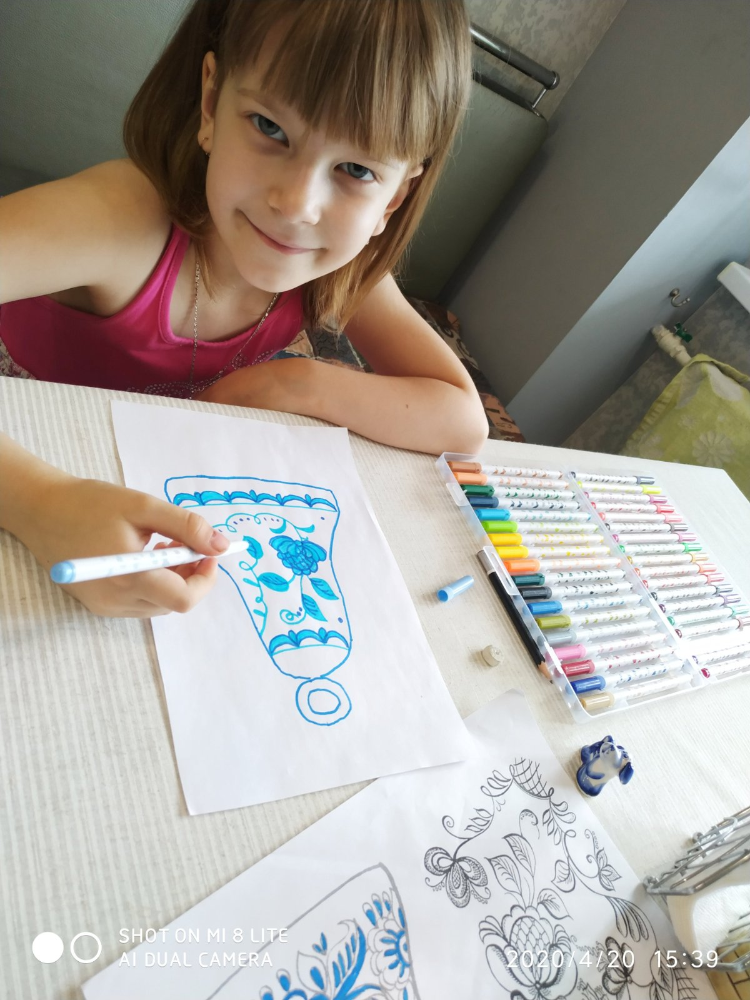 SHOT ON MI 8 LITE
AI DUAL CAMERA
2020/4/20 15:39